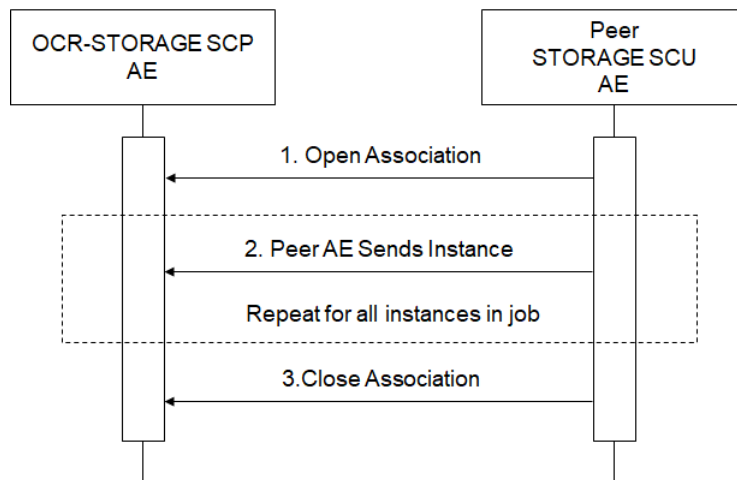 OCR-STORAGE SCP
AE
Peer
STORAGE SCU
AE
1. Open Association
2. Peer AE Sends Instance
Repeat for all instances in job
3.Close Association